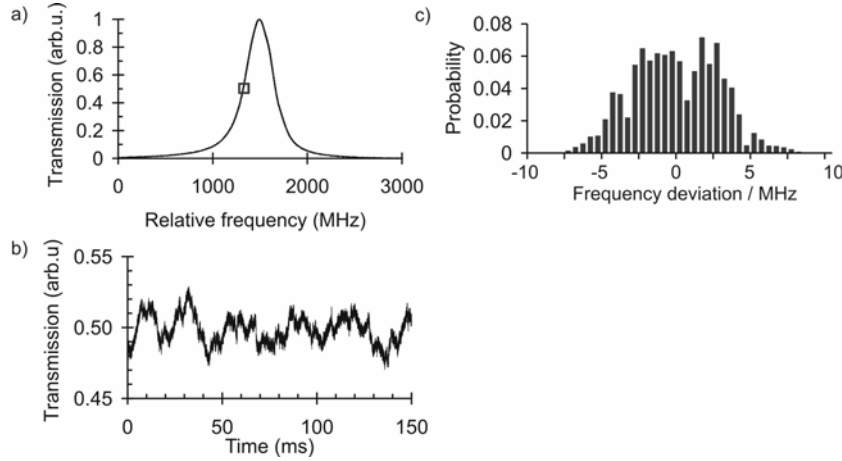 a)
Transmission (arb.u.)
1
0.8
0.6
0.4
0.2
0
0 1000 2000 3000
Relative frequency (MHz)
b)
Transmission (arb.u)
0.55
0.50
0.45
0 50 100 150
Time (ms)
c)
Probability
0.08
0.06
0.04
0.02
0
-10 -5 0 5 10
Frequency deviation / MHz